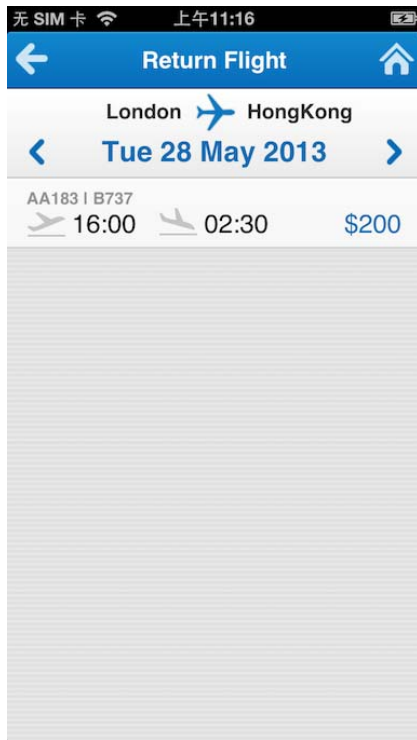 无 SIM 卡 上午11:16
Return Flight
London HongKong
Tue 28 May 2013
AA183 | B737
16:00 02:30 $200